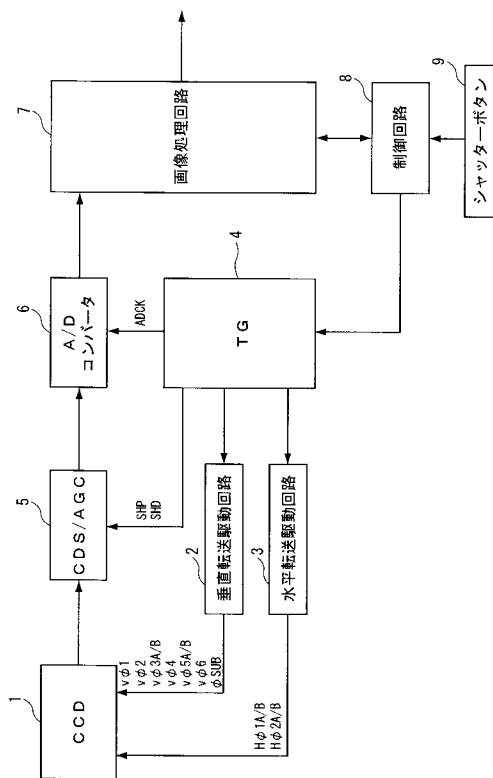 1
CCD
5
CDS/AGC
6
A/D
コンバータ
7
画像処理回路
vφ1
vφ2
vφ3A/B
vφ4
vφ5A/B
vφ6
φSUB
SHP
SHD
ADCK
4
TG
2
垂直転送駆動回路
3
水平転送駆動回路
Hφ1A/B
Hφ2A/B
8
制御回路
9
シャッターボタン